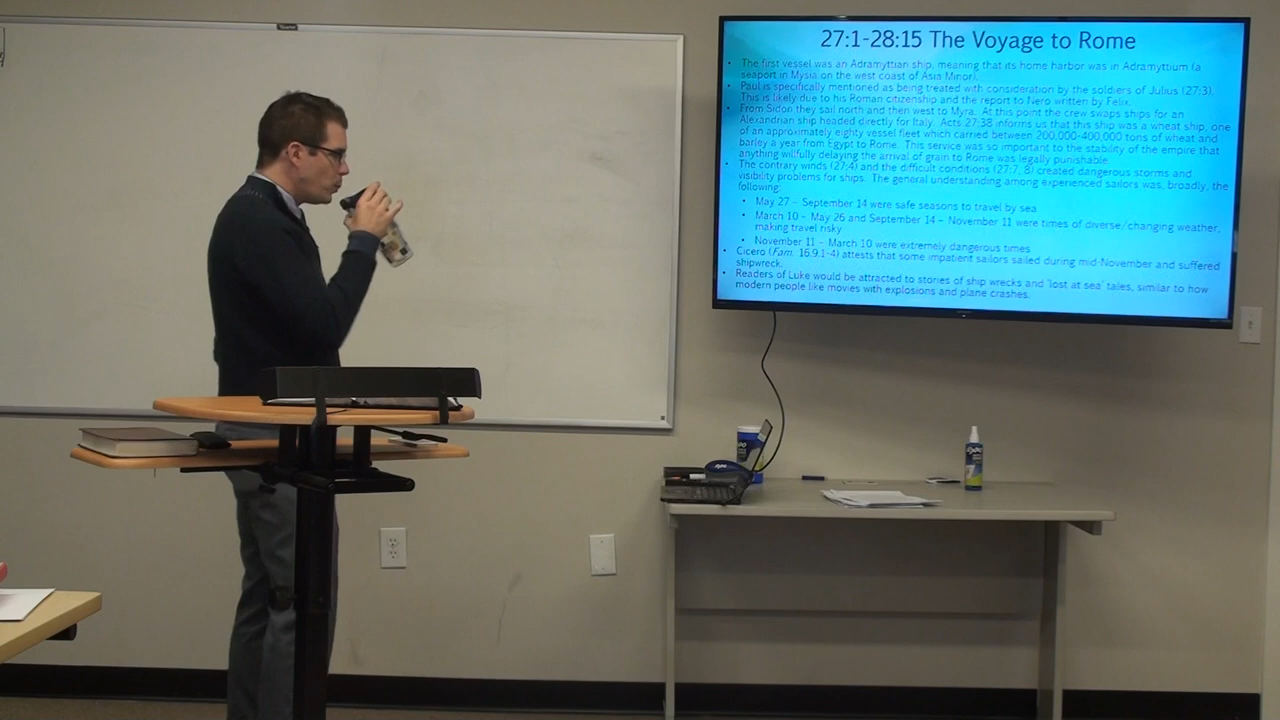 27:1-28:15 The Voyage to Rome
• The first vessel was an Adramyttian ship, meaning that its home harbor was in Adramyttium (a
seaport in Mysia on the west coast of Asia Minor).
• Paul is specifically mentioned as being treated with consideration by the soldiers of Julius (27:3).
This is likely due to his Roman citizenship and the report to Nero written by Felix.
• From Sidon they sail north and then west to Myra. At this point the crew swaps ships for an
Alexandrian ship headed directly for Italy. Acts 27:38 informs us that this ship was a wheat ship, one
of an approximately eighty vessel fleet which carried between 200,000-400,000 tons of wheat and
barley a year from Egypt to Rome. This service was so important to the stability of the empire that
anything willfully delaying the arrival of grain to Rome was legally punishable.
• The contrary winds (27:4) and the difficult conditions (27:7, 8) created dangerous storms and
visibility problems for ships. The general understanding among experienced sailors was, broadly, the
following:
• May 27 – September 14 were safe seasons to travel by sea
• March 10 – May 26 and September 14 – November 11 were times of diverse/changing weather,
making travel risky
• November 11 – March 10 were extremely dangerous times
• Cicero (Fam. 16.9.1-4) attests that some impatient sailors sailed during mid-November and suffered
shipwreck.
• Readers of Luke would be attracted to stories of ship wrecks and 'lost at sea' tales, similar to how
modern people like movies with explosions and plane crashes.